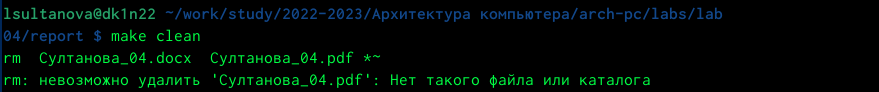 lsultanova@dk1n22 ~/work/study/2022-2023/Архитектура компьютера/arch-pc/labs/lab
04/report $ make clean
rm  Султанова_04.docx  Султанова_04.pdf *~
rm: невозможно удалить 'Султанова_04.pdf': Нет такого файла или каталога